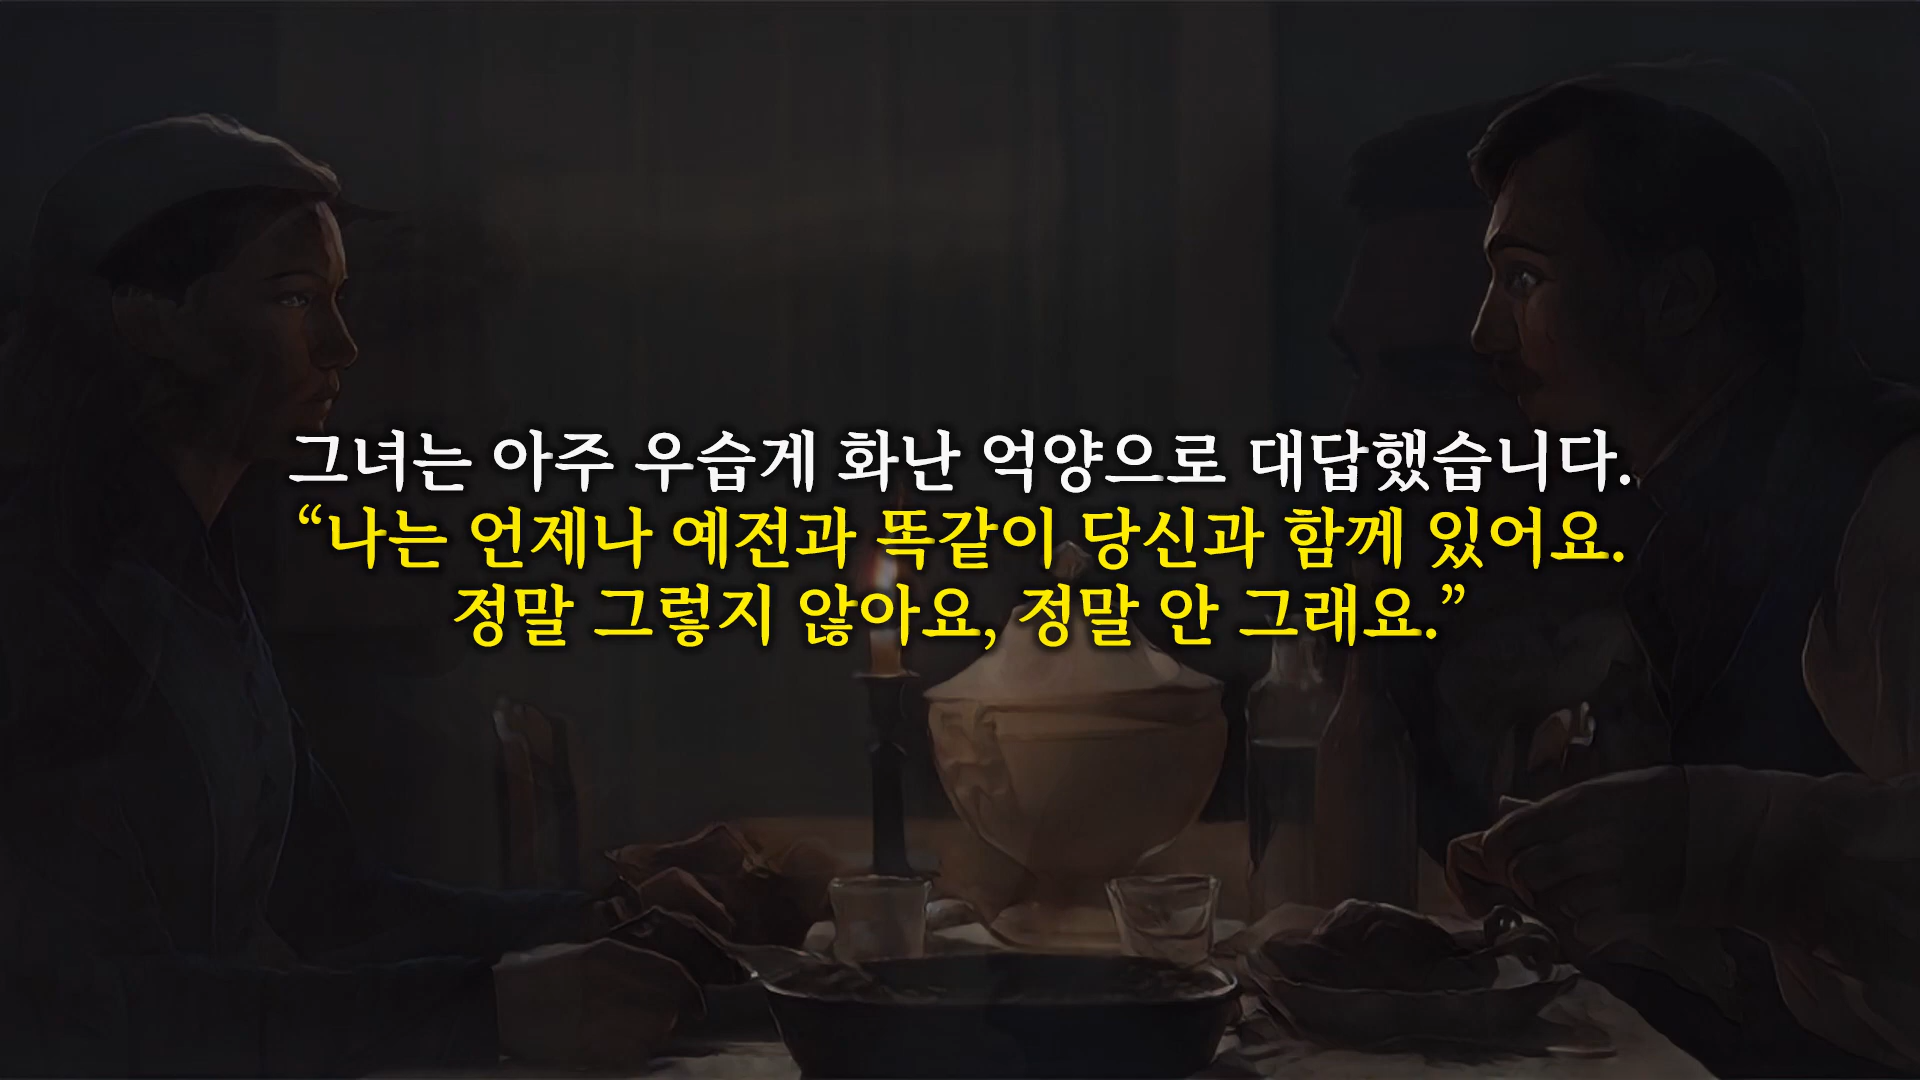 그녀는 아주 우습게 화난 억양으로 대답했습니다.
“나는 언제나 예전과 똑같이 당신과 함께 있어요.
정말 그렇지 않아요, 정말 안 그래요.”